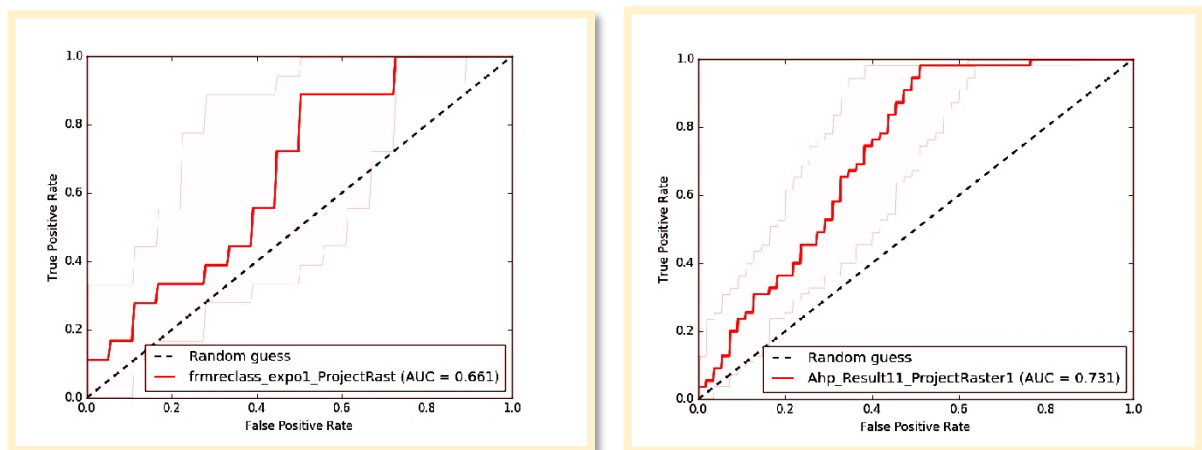 1.0
0.8
0.6
0.4
0.2
0.0
True Positive Rate
0.0 0.2 0.4 0.6 0.8 1.0
False Positive Rate
Random guess
frmreclass_expo1_ProjectRast (AUC = 0.661)
1.0
0.8
0.6
0.4
0.2
0.0
True Positive Rate
0.0 0.2 0.4 0.6 0.8 1.0
False Positive Rate
Random guess
Ahp_Result11_ProjectRaster1 (AUC = 0.731)